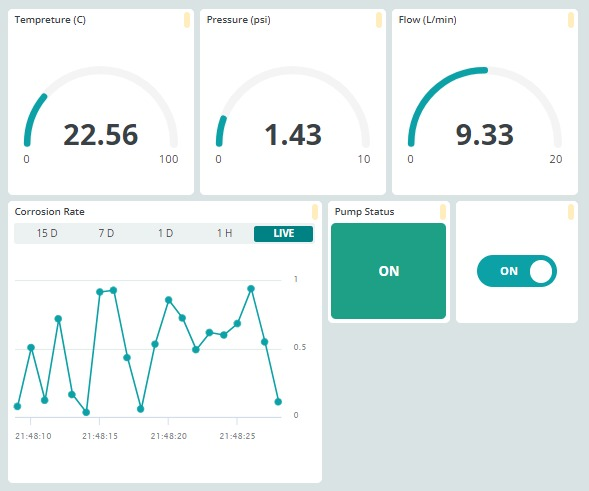 Tempreture (C)
22.56
0
100
Pressure (psi)
1.43
0
10
Flow (L/min)
9.33
0
20
Corrosion Rate
15 D
7 D
1 D
1 H
LIVE
1
0.5
0
21:48:10
21:48:15
21:48:20
21:48:25
Pump Status
ON
ON